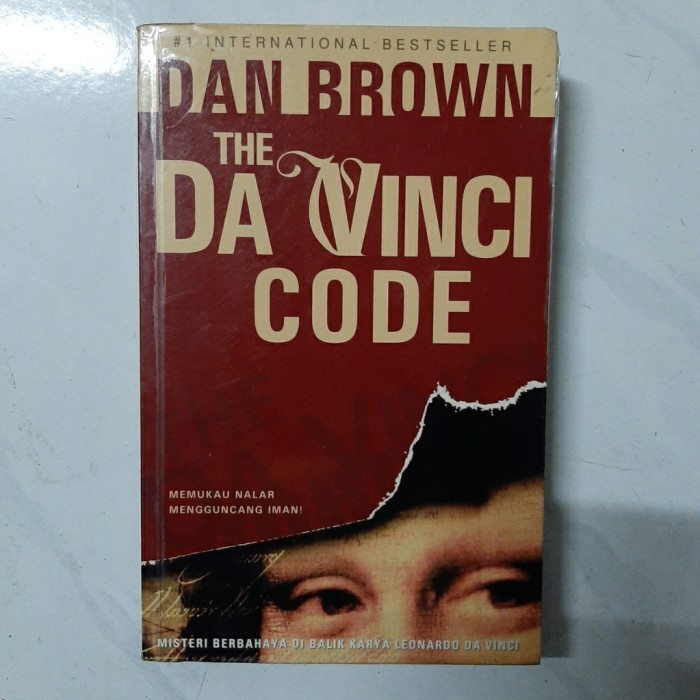 #1 INTERNATIONAL BESTSELLER
DAN BROWN
THE
DA VINCI
CODE
MEMUKAU NALAR
MENGGUNCANG IMAN!
MISTERI BERBAHAYA DI BALIK KARYA LEONARDO DA VINCI